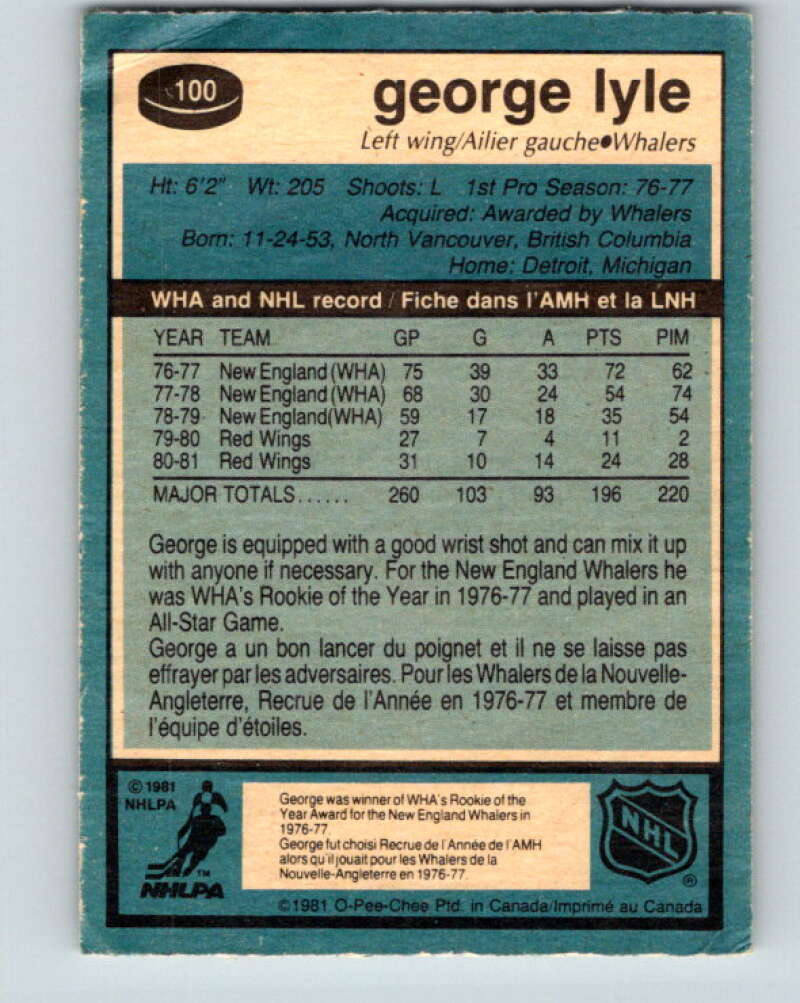 100
george lyle
Left wing/Ailier gauche•Whalers
Ht: 6'2" Wt: 205 Shoots: L 1st Pro Season: 76-77
Acquired: Awarded by Whalers
Born: 11-24-53, North Vancouver, British Columbia
Home: Detroit, Michigan
WHA and NHL record / Fiche dans l'AMH et la LNH
YEAR TEAM GP G A PTS PIM
76-77 New England (WHA) 75 39 33 72 62
77-78 New England (WHA) 68 30 24 54 74
78-79 New England (WHA) 59 17 18 35 54
79-80 Red Wings 27 7 4 11 2
80-81 Red Wings 31 10 14 24 28
MAJOR TOTALS...... 260 103 93 196 220
George is equipped with a good wrist shot and can mix it up
with anyone if necessary. For the New England Whalers he
was WHA's Rookie of the Year in 1976-77 and played in an
All-Star Game.
George a un bon lancer du poignet et il ne se laisse pas
effrayer par les adversaires. Pour les Whalers de la Nouvelle-
Angleterre, Recrue de l'Année en 1976-77 et membre de
l'équipe d'étoiles.
© 1981
NHLPA
George was winner of WHA's Rookie of the
Year Award for the New England Whalers in
1976-77.
George fut choisi Recrue de l'Année de l'AMH
alors qu'il jouait pour les Whalers de la
Nouvelle-Angleterre en 1976-77.
TM
NHLPA
NHL
®
©1981 O-Pee-Chee Ptd. in Canada/Imprimé au Canada